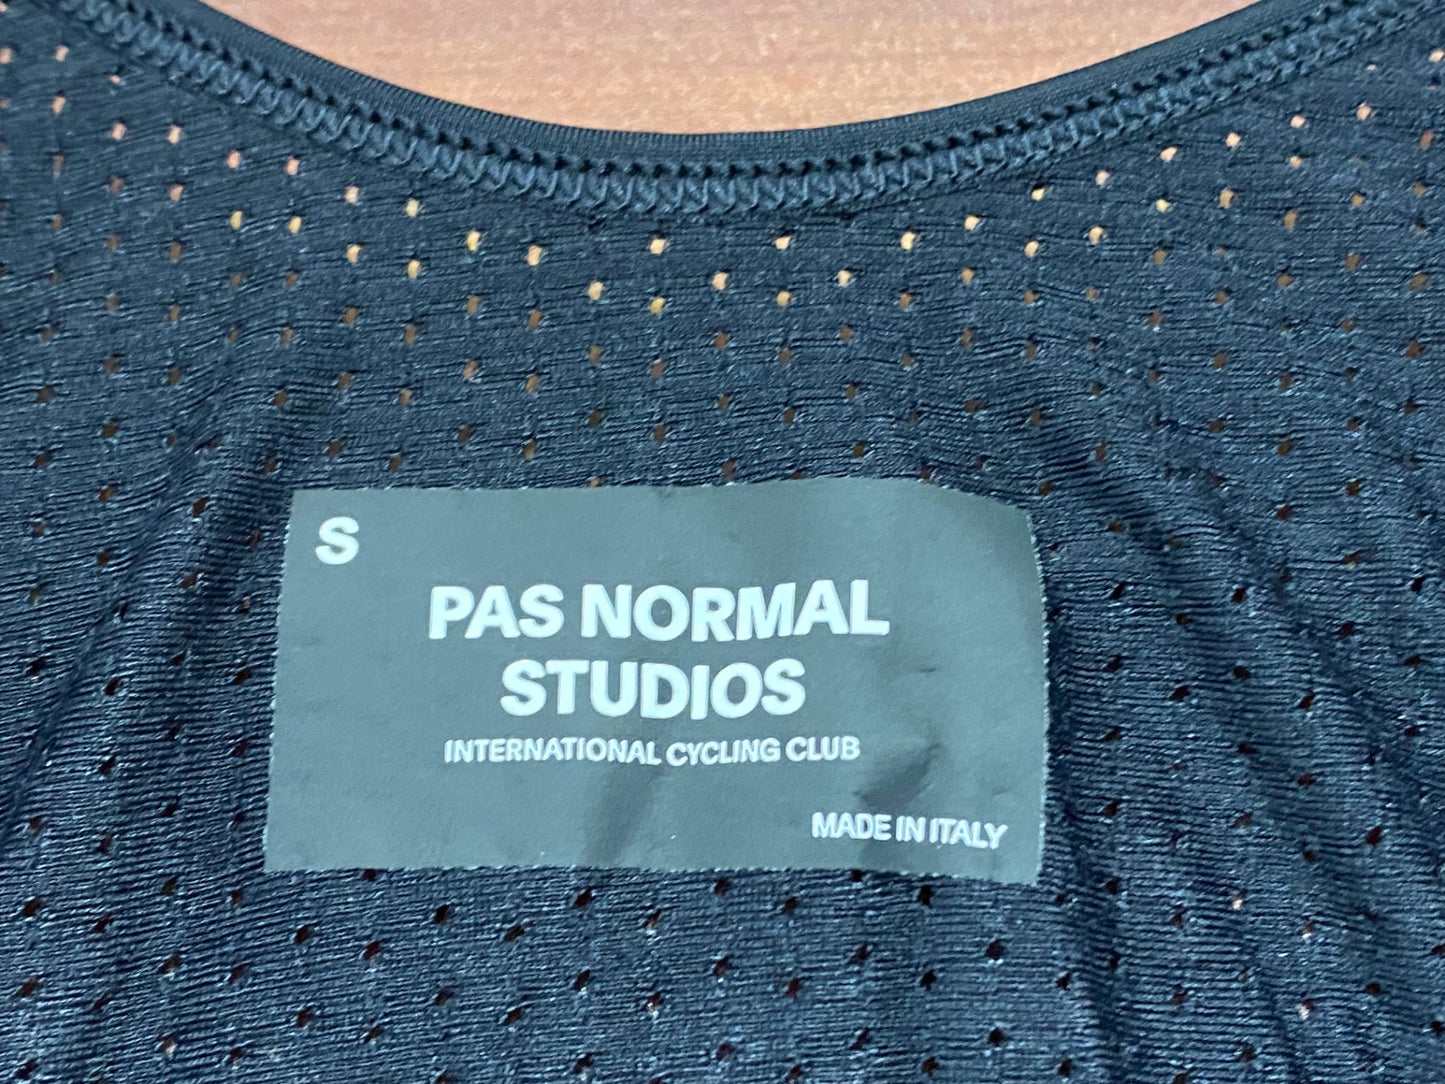 S
PAS NORMAL
STUDIOS
INTERNATIONAL CYCLING CLUB
MADE IN ITALY